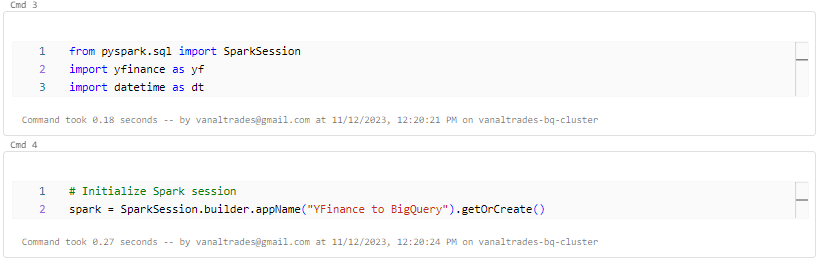 Cmd 3
1 from pyspark.sql import SparkSession
2 import yfinance as yf
3 import datetime as dt
Command took 0.18 seconds -- by vanaltrades@gmail.com at 11/12/2023, 12:20:21 PM on vanaltrades-bq-cluster
Cmd 4
1 # Initialize Spark session
2 spark = SparkSession.builder.appName("YFinance to BigQuery").getOrCreate()
Command took 0.27 seconds -- by vanaltrades@gmail.com at 11/12/2023, 12:20:24 PM on vanaltrades-bq-cluster